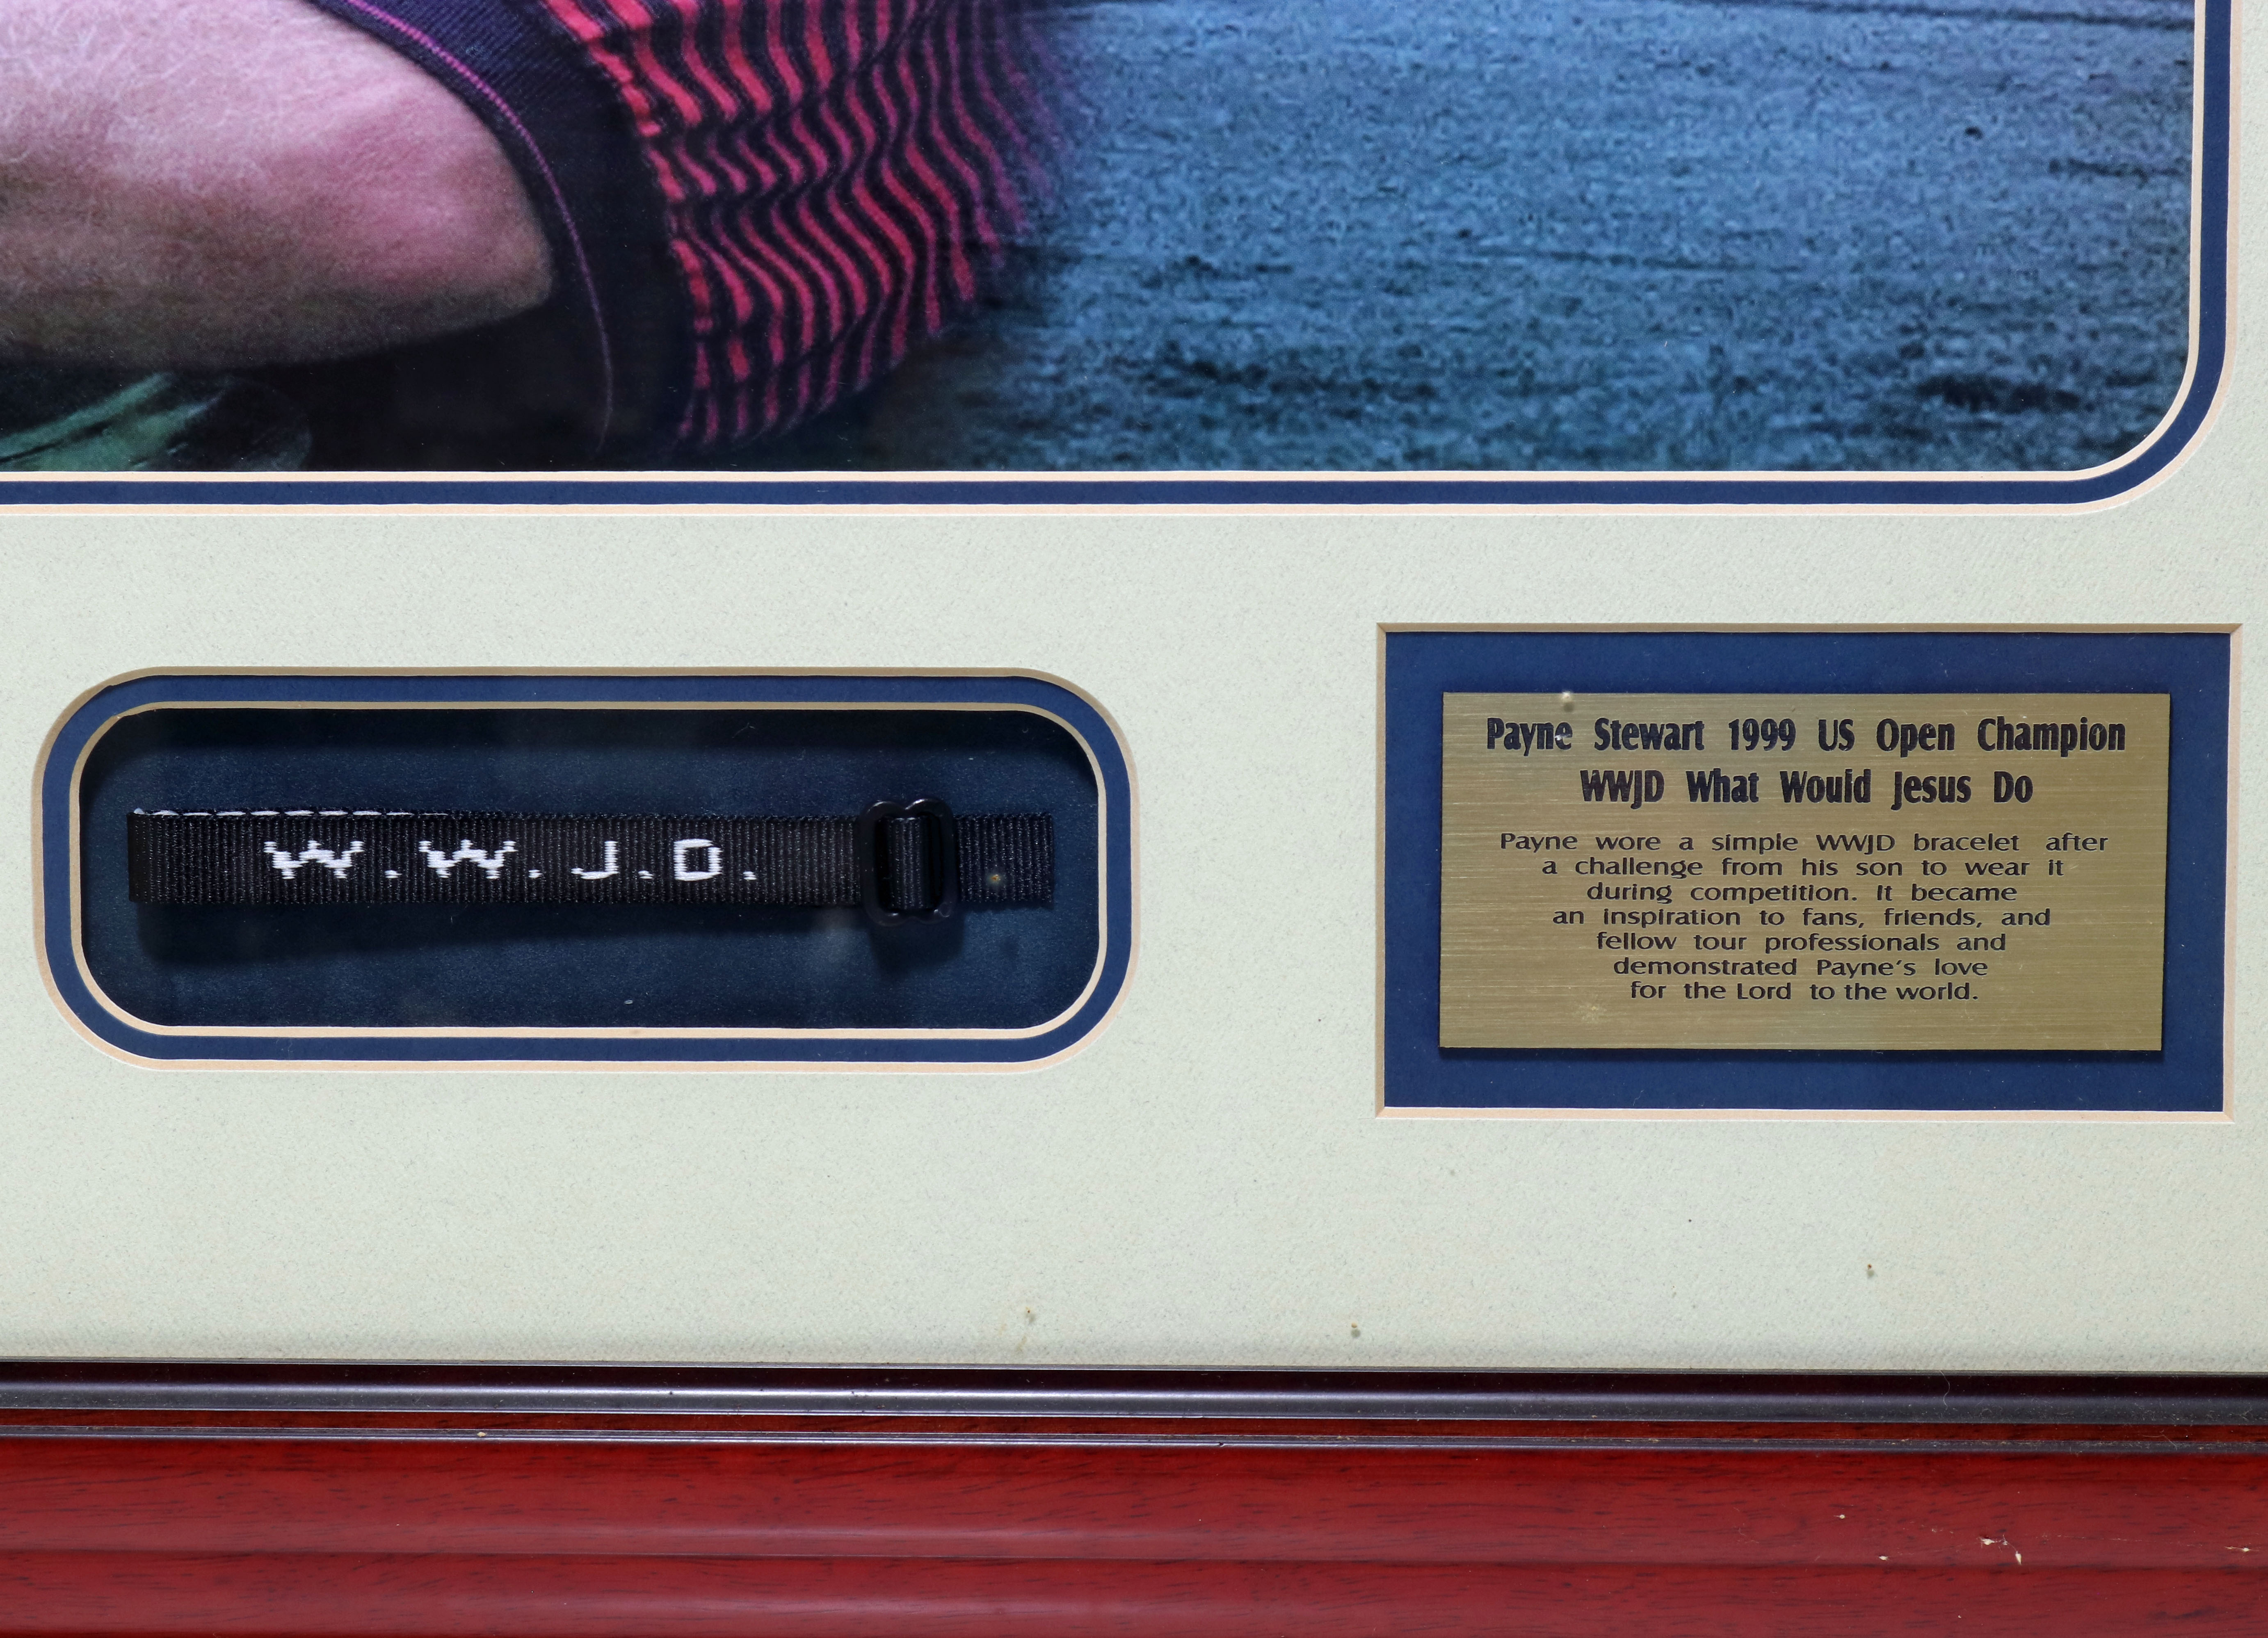 W.W.J.D.
Payne Stewart 1999 US Open Champion
WWJD What Would Jesus Do
Payne wore a simple WWJD bracelet after
a challenge from his son to wear it
during competition. It became
an inspiration to fans, friends, and
fellow tour professionals and
demonstrated Payne's love
for the Lord to the world.